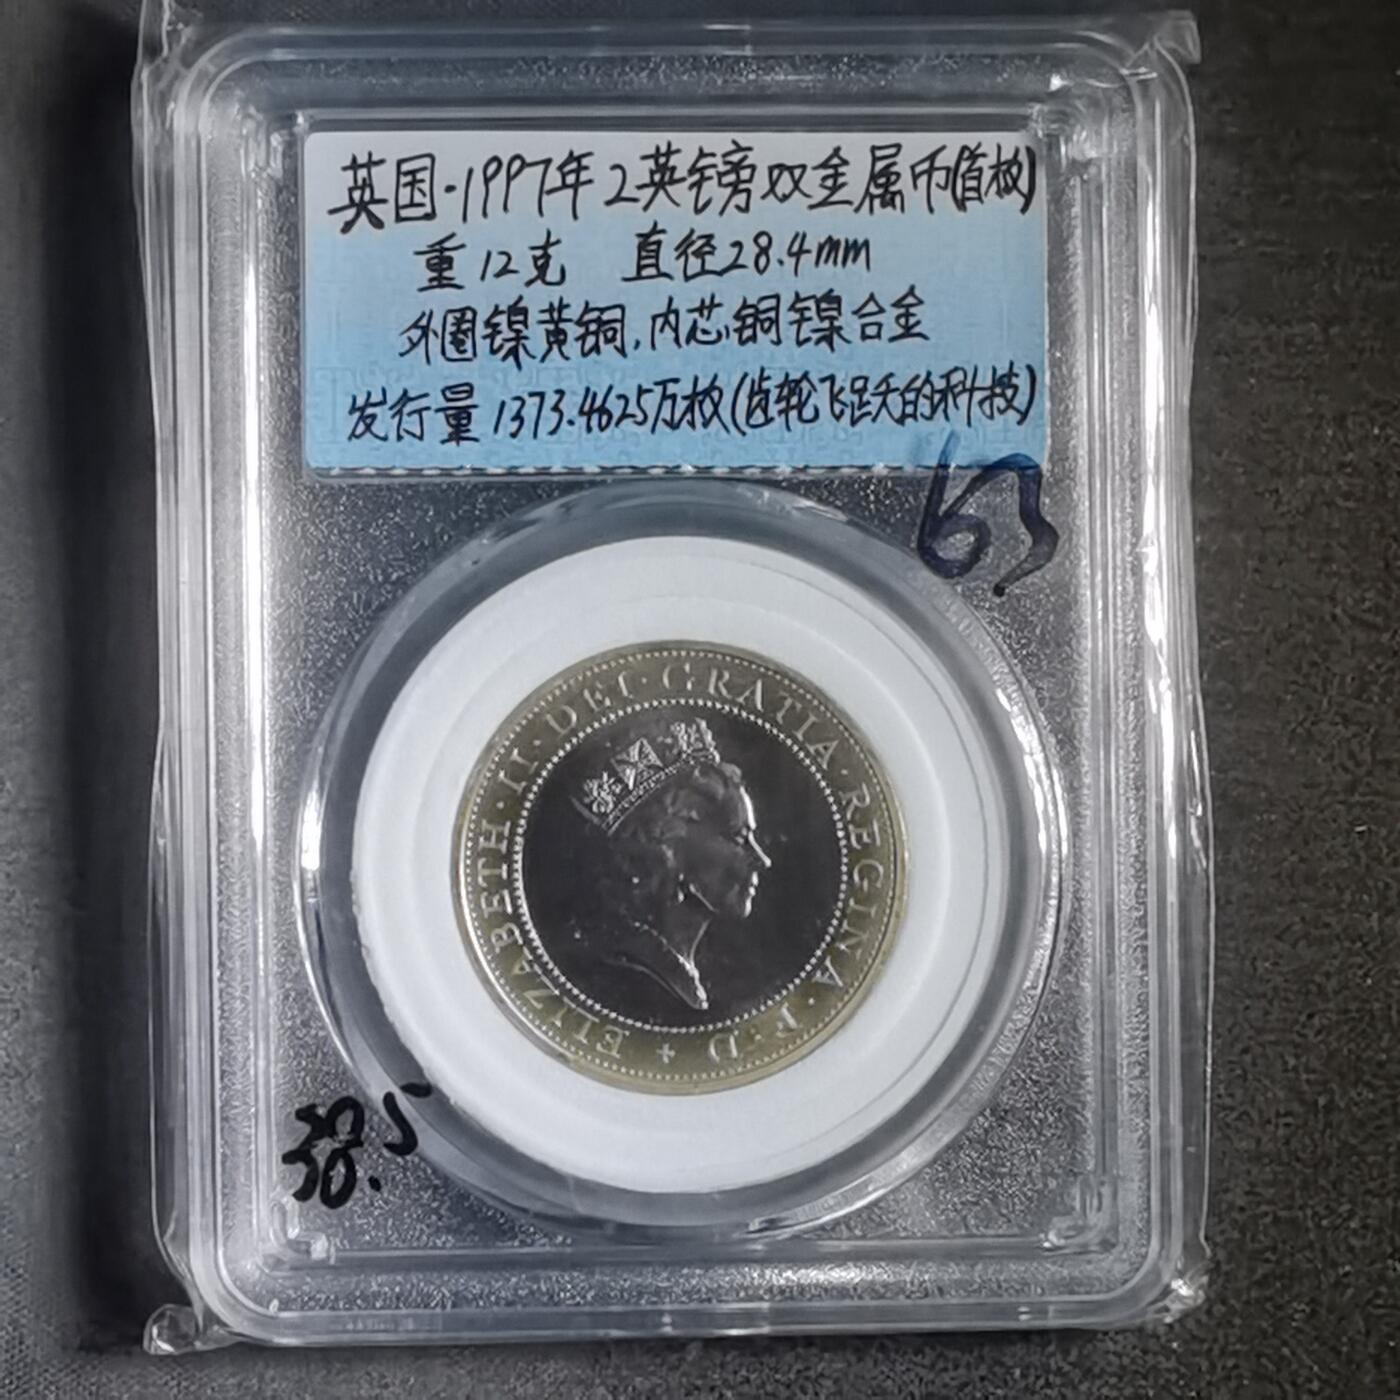 英国·1997年2英镑双金属币(首枚)
重12克 直径28.4mm
外圈镍黄铜,内芯铜镍合金
发行量1373.4625万枚(齿轮飞跃的科技)
63
ELIZABETH·II·DEI·GRATIA·REGINA·F·D+
38.5